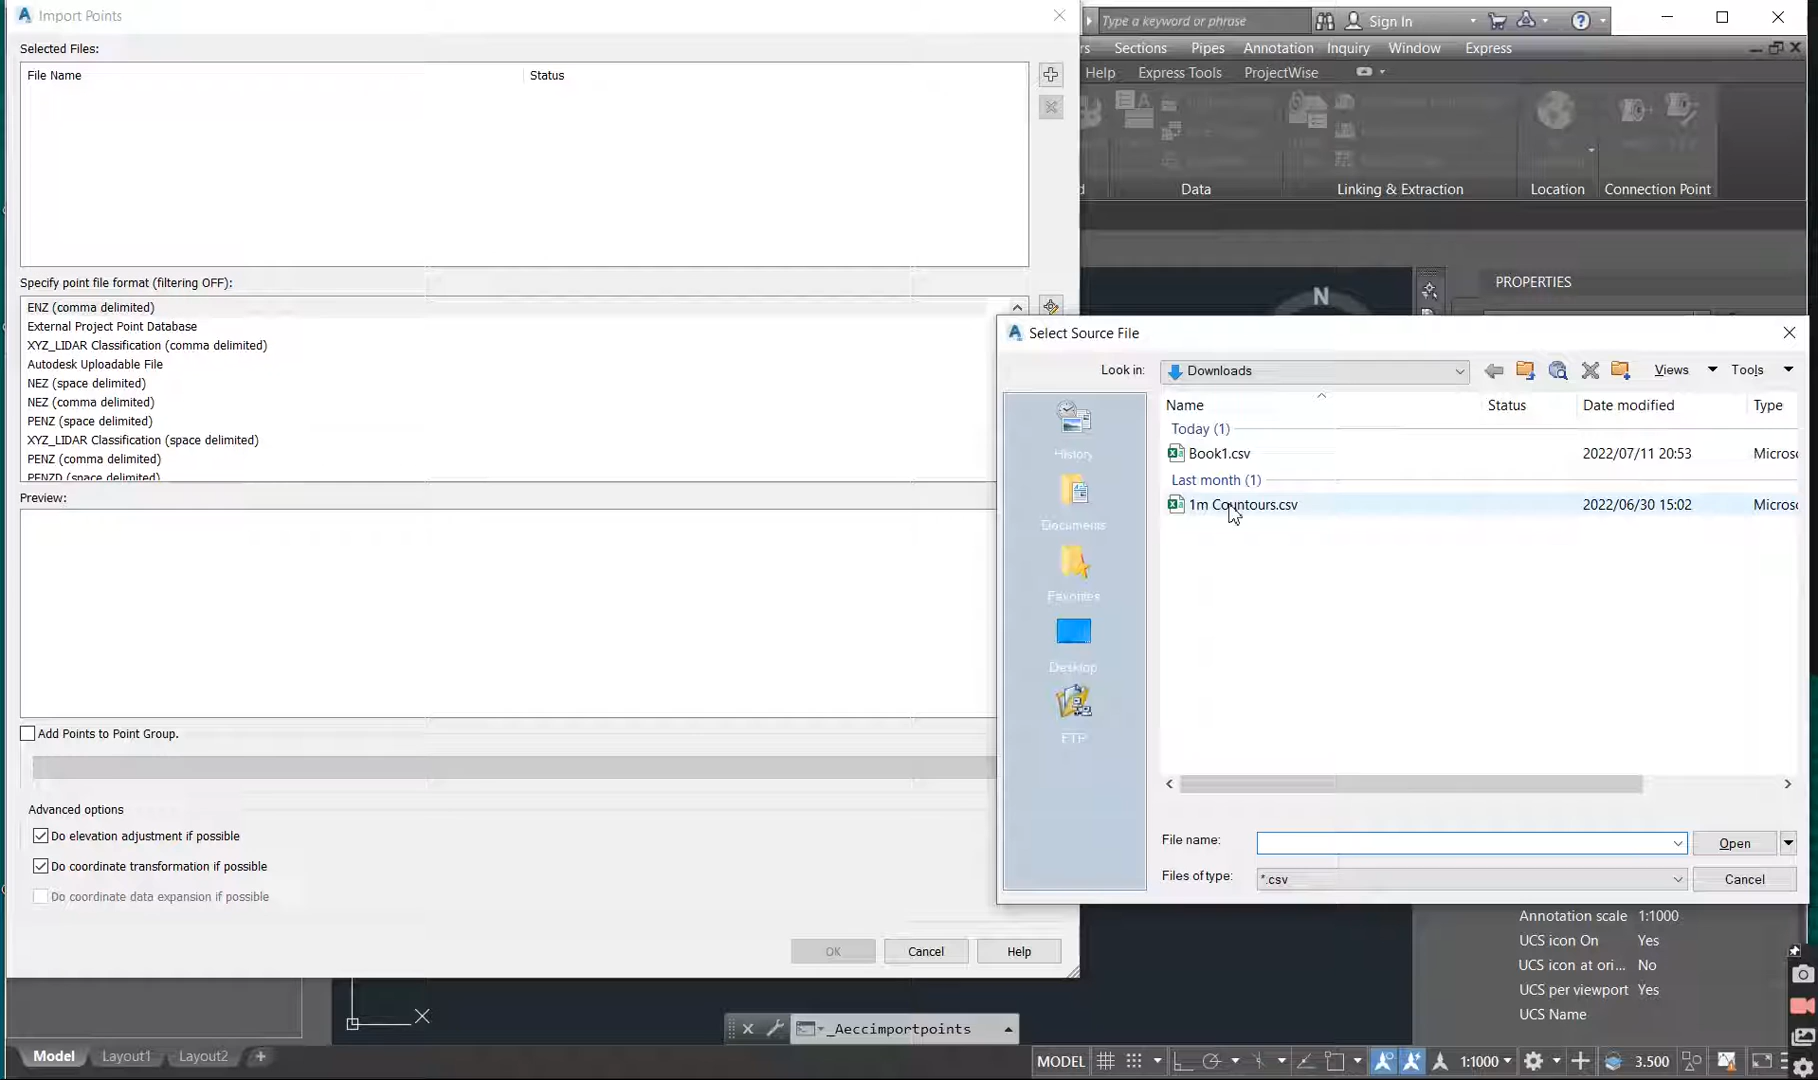 Import Points
Selected Files:
File Name
Status
Specify point file format (filtering OFF):
ENZ (comma delimited)
External Project Point Database
XYZ_LIDAR Classification (comma delimited)
Autodesk Uploadable File
NEZ (space delimited)
NEZ (comma delimited)
PENZ (space delimited)
XYZ_LIDAR Classification (space delimited)
PENZ (comma delimited)
PENZD (space delimited)
Preview:
Add Points to Point Group.
Advanced options
Do elevation adjustment if possible
Do coordinate transformation if possible
Do coordinate data expansion if possible
OK
Cancel
Help
Type a keyword or phrase
Sign In
Sections
Pipes
Annotation
Inquiry
Window
Express
Help
Express Tools
ProjectWise
Data
Linking & Extraction
Location
Connection Point
N
PROPERTIES
Select Source File
Look in:
Downloads
Views
Tools
Name
Status
Date modified
Type
Today (1)
Book1.csv
2022/07/11 20:53
Last month (1)
1m Countours.csv
2022/06/30 15:02
History
Documents
Favorites
Desktop
FTP
File name:
Open
Files of type:
*.csv
Cancel
Annotation scale 1:1000
UCS icon On Yes
UCS icon at ori... No
UCS per viewport Yes
UCS Name
X
_Aeccimportpoints
Model
Layout1
Layout2
MODEL
1:1000
3.500